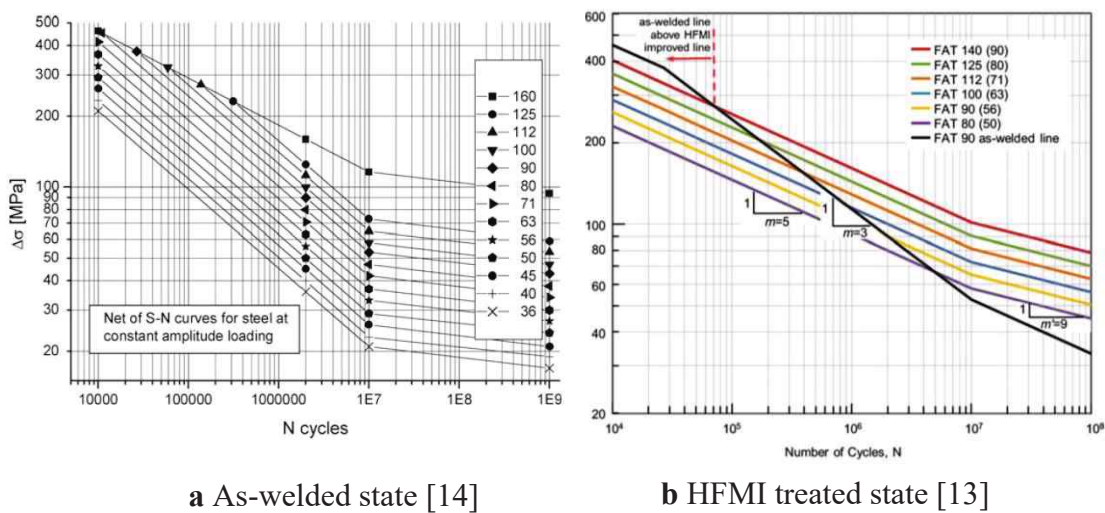 500
400
300
200
100
90
80
70
60
50
40
30
20
Δσ [MPa]
160
125
112
100
90
80
71
63
56
50
45
40
36
Net of S-N curves for steel at
constant amplitude loading
10000 100000 1000000 1E7 1E8 1E9
N cycles
a As-welded state [14]
600
400
200
100
80
60
40
20
as-welded line
above HFMI
improved line
FAT 140 (90)
FAT 125 (80)
FAT 112 (71)
FAT 100 (63)
FAT 90 (56)
FAT 80 (50)
FAT 90 as-welded line
1
m=5
1
m=3
1
m'=9
10⁴ 10⁵ 10⁶ 10⁷ 10⁸
Number of Cycles, N
b HFMI treated state [13]